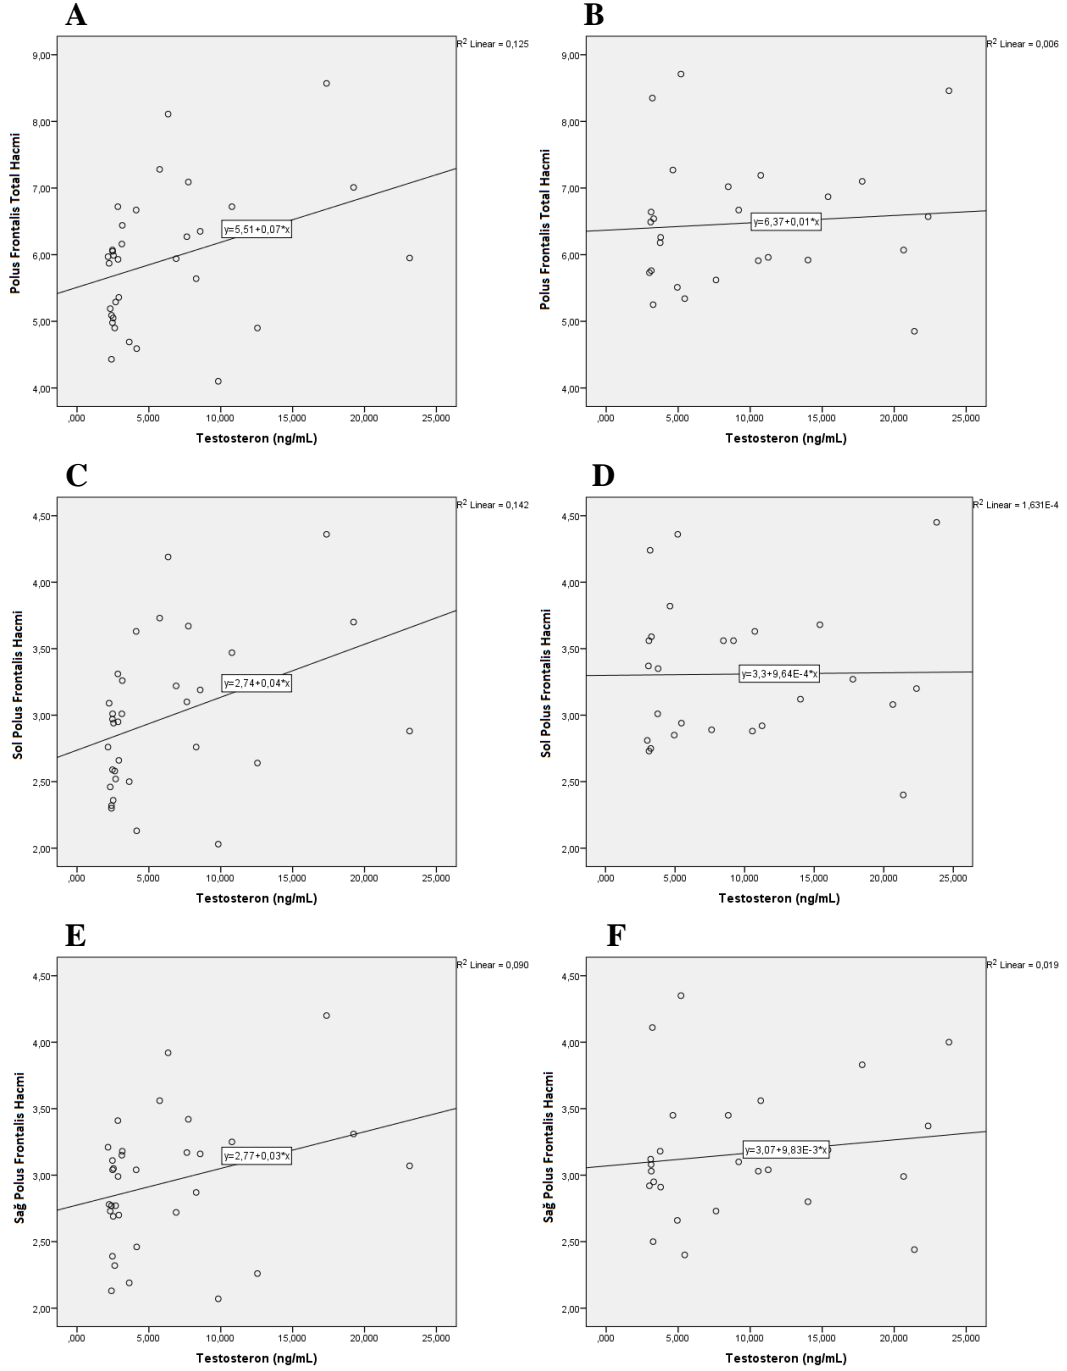 A
R² Linear = 0,125
9,00
8,00
7,00
6,00
5,00
4,00
Polus Frontalis Total Hacmi
y=5,51+0,07*x
,000 5,000 10,000 15,000 20,000 25,000
Testosteron (ng/mL)
B
R² Linear = 0,006
9,00
8,00
7,00
6,00
5,00
4,00
Polus Frontalis Total Hacmi
y=6,37+0,01*x
,000 5,000 10,000 15,000 20,000 25,000
Testosteron (ng/mL)
C
R² Linear = 0,142
4,50
4,00
3,50
3,00
2,50
2,00
Sol Polus Frontalis Hacmi
y=2,74+0,04*x
,000 5,000 10,000 15,000 20,000 25,000
Testosteron (ng/mL)
D
R² Linear = 1,631E-4
4,50
4,00
3,50
3,00
2,50
2,00
Sol Polus Frontalis Hacmi
y=3,3+9,64E-4*x
,000 5,000 10,000 15,000 20,000 25,000
Testosteron (ng/mL)
E
R² Linear = 0,090
4,50
4,00
3,50
3,00
2,50
2,00
Sağ Polus Frontalis Hacmi
y=2,77+0,03*x
,000 5,000 10,000 15,000 20,000 25,000
Testosteron (ng/mL)
F
R² Linear = 0,019
4,50
4,00
3,50
3,00
2,50
2,00
Sağ Polus Frontalis Hacmi
y=3,07+9,83E-3*x
,000 5,000 10,000 15,000 20,000 25,000
Testosteron (ng/mL)